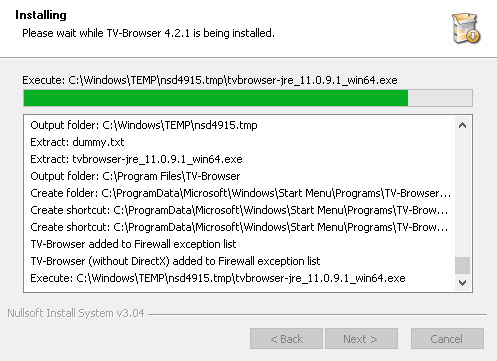 Installing
Please wait while TV-Browser 4.2.1 is being installed.
Execute: C:\Windows\TEMP\nsd4915.tmp\tvbrowser-jre_11.0.9.1_win64.exe
Output folder: C:\Windows\TEMP\nsd4915.tmp
Extract: dummy.txt
Extract: tvbrowser-jre_11.0.9.1_win64.exe
Output folder: C:\Program Files\TV-Browser
Create folder: C:\ProgramData\Microsoft\Windows\Start Menu\Programs\TV-Browser...
Create shortcut: C:\ProgramData\Microsoft\Windows\Start Menu\Programs\TV-Brow...
Create shortcut: C:\ProgramData\Microsoft\Windows\Start Menu\Programs\TV-Brow...
TV-Browser added to Firewall exception list
TV-Browser (without DirectX) added to Firewall exception list
Execute: C:\Windows\TEMP\nsd4915.tmp\tvbrowser-jre_11.0.9.1_win64.exe
Nullsoft Install System v3.04
< Back Next > Cancel